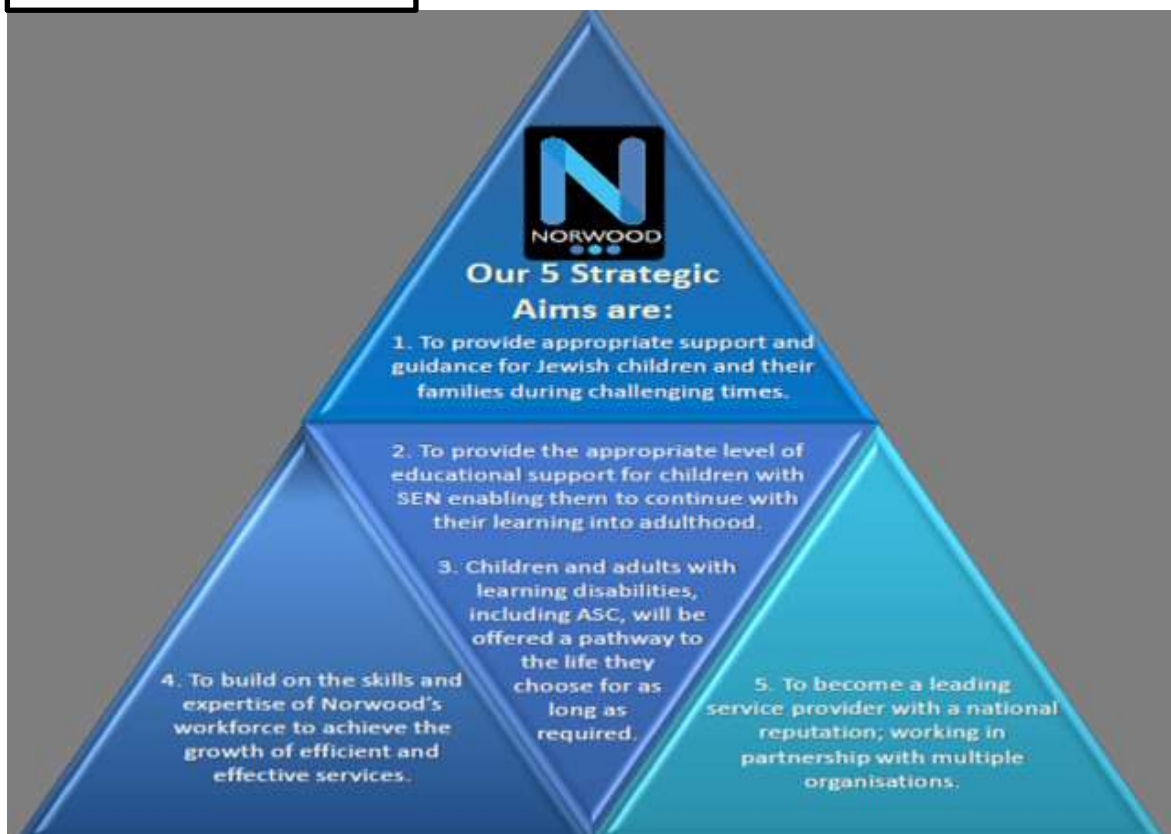 N
NORWOOD
Our 5 Strategic
Aims are:
1. To provide appropriate support and
guidance for Jewish children and their
families during challenging times.
2. To provide the appropriate level of
educational support for children with
SEN enabling them to continue with
their learning into adulthood.
3. Children and adults with
learning disabilities,
including ASC, will be
offered a pathway to
the life they
choose for as
long as
required.
4. To build on the skills and
expertise of Norwood's
workforce to achieve the
growth of efficient and
effective services.
5. To become a leading
service provider with a national
reputation; working in
partnership with multiple
organisations.